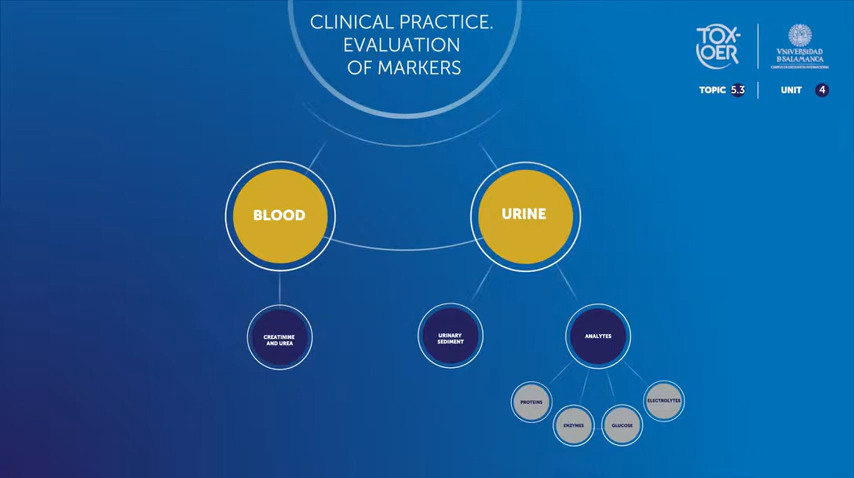 CLINICAL PRACTICE.
EVALUATION
OF MARKERS
TOX-
OER
VNiVERSiDAD
D SALAMANCA
TOPIC 5.3
UNIT 4
BLOOD
URINE
CREATININE
AND UREA
URINARY
SEDIMENT
ANALYTES
PROTEINS
ENZYMES
GLUCOSE
ELECTROLYTES